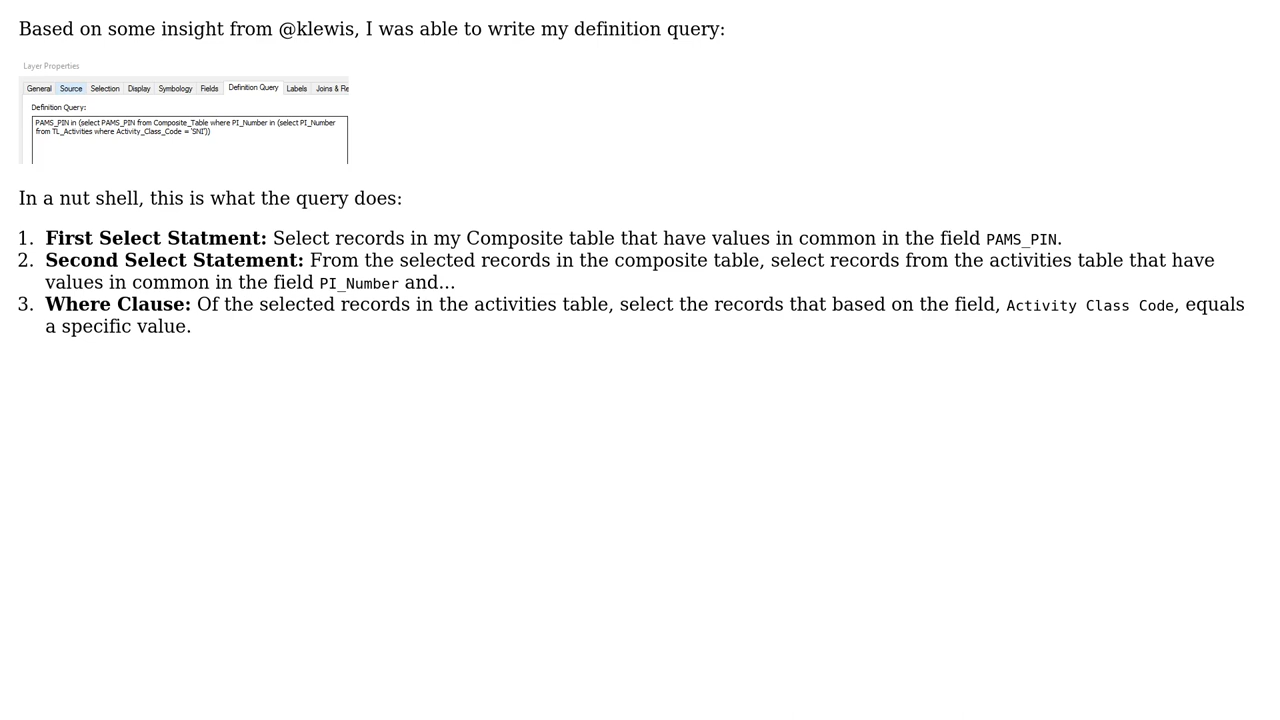 Based on some insight from @klewis, I was able to write my definition query:
Layer Properties
General Source Selection Display Symbology Fields Definition Query Labels Joins & Re
Definition Query:
PAMS_PIN in (select PAMS_PIN from Composite_Table where PI_Number in (select PI_Number
from TL_Activities where Activity_Class_Code = 'SNI'))
In a nut shell, this is what the query does:
1. First Select Statment: Select records in my Composite table that have values in common in the field PAMS_PIN.
2. Second Select Statement: From the selected records in the composite table, select records from the activities table that have
values in common in the field PI_Number and...
3. Where Clause: Of the selected records in the activities table, select the records that based on the field, Activity Class Code, equals
a specific value.